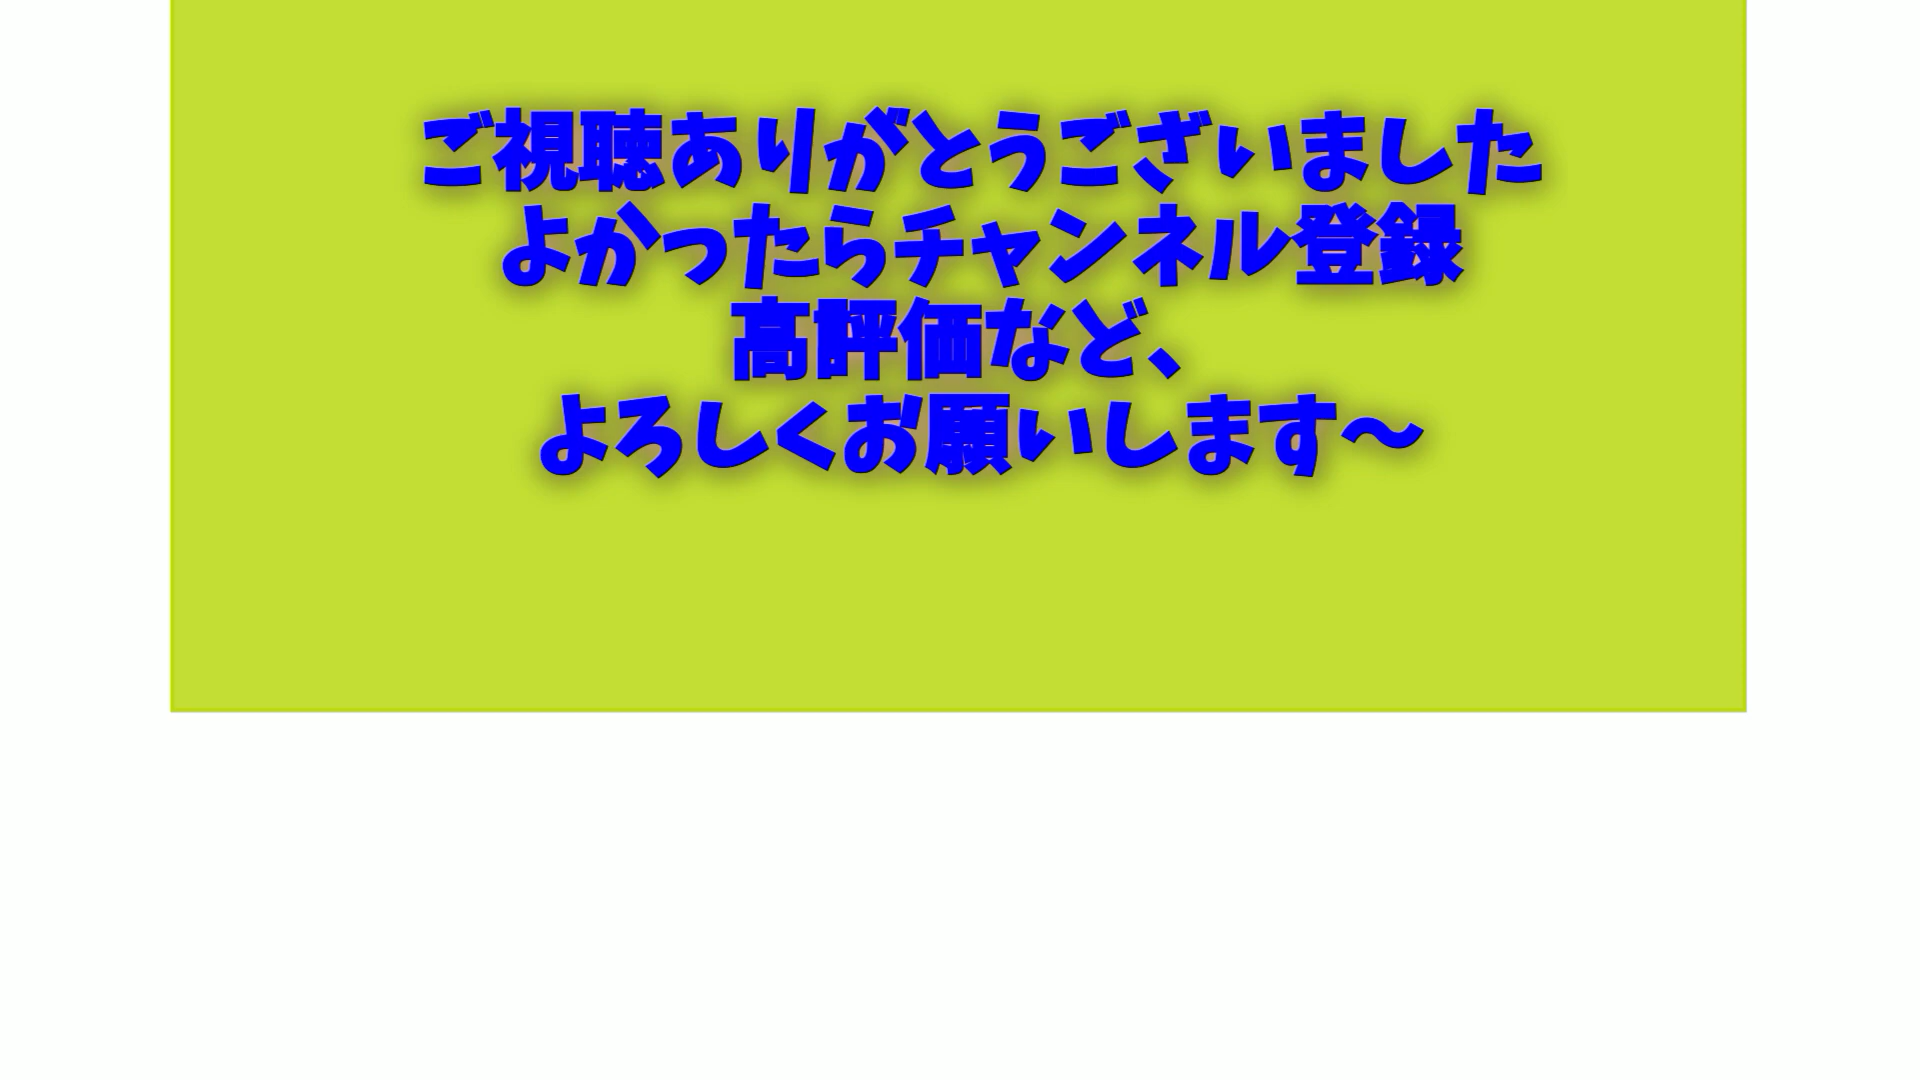 ご視聴ありがとうございました
よかったらチャンネル登録
高評価など、
よろしくお願いします～